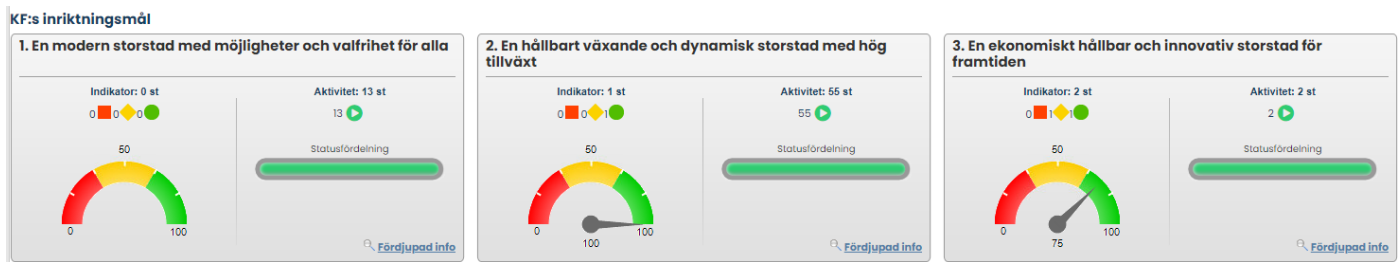 KF:s inriktningsmål
1. En modern storstad med möjligheter och valfrihet för alla
Indikator: 0 st
0 0 0
Aktivitet: 13 st
13
Statusfördelning
50
0
100
Fördjupad info
2. En hållbart växande och dynamisk storstad med hög
tillväxt
Indikator: 1 st
0 0 1
Aktivitet: 55 st
55
Statusfördelning
50
0
100
100
Fördjupad info
3. En ekonomiskt hållbar och innovativ storstad för
framtiden
Indikator: 2 st
0 1 1
Aktivitet: 2 st
2
Statusfördelning
50
0
100
75
Fördjupad info